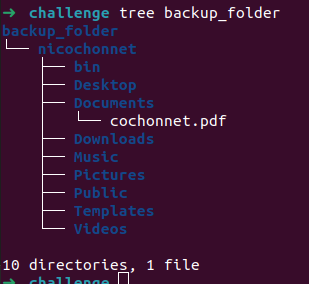 ➜ challenge tree backup_folder
backup_folder
└── nicochonnet
    ├── bin
    ├── Desktop
    ├── Documents
    │   └── cochonnet.pdf
    ├── Downloads
    ├── Music
    ├── Pictures
    ├── Public
    ├── Templates
    └── Videos
10 directories, 1 file
➜ challenge